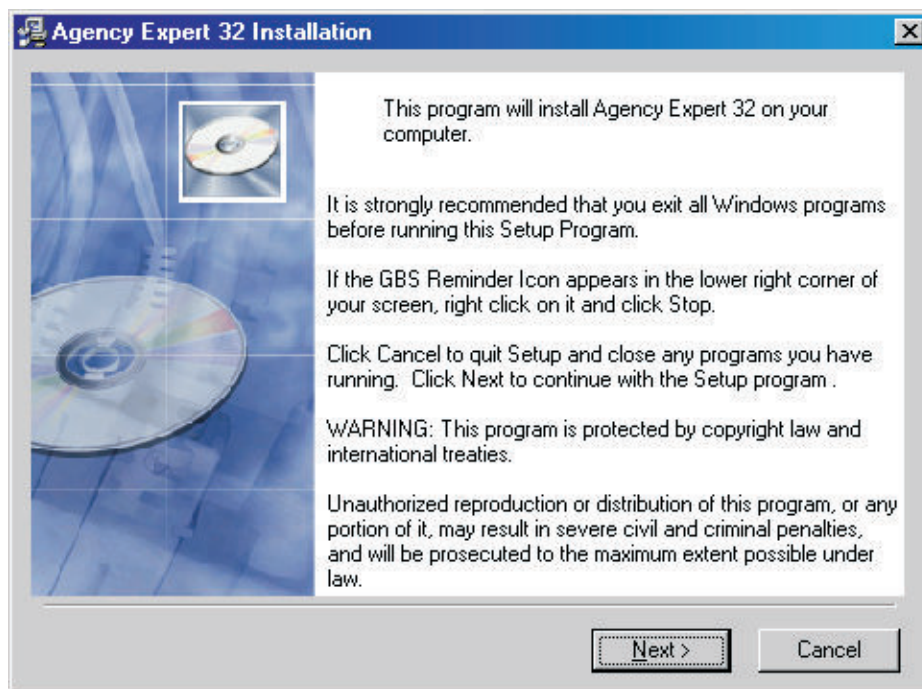 Agency Expert 32 Installation
This program will install Agency Expert 32 on your
computer.
It is strongly recommended that you exit all Windows programs
before running this Setup Program.
If the GBS Reminder Icon appears in the lower right corner of
your screen, right click on it and click Stop.
Click Cancel to quit Setup and close any programs you have
running.  Click Next to continue with the Setup program .
WARNING: This program is protected by copyright law and
international treaties.
Unauthorized reproduction or distribution of this program, or any
portion of it, may result in severe civil and criminal penalties,
and will be prosecuted to the maximum extent possible under
law.
Next >
Cancel